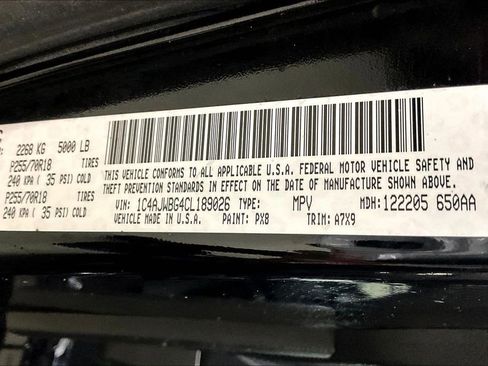 2268 KG 5000 LB
P255/70R18 TIRES
240 KPA ( 35 PSI) COLD
P255/70R18 TIRES
240 KPA ( 35 PSI) COLD
THIS VEHICLE CONFORMS TO ALL APPLICABLE U.S.A. FEDERAL MOTOR VEHICLE SAFETY AND
THEFT PREVENTION STANDARDS IN EFFECT ON THE DATE OF MANUFACTURE SHOWN ABOVE.
VIN: 1C4AJWBG4CL189026 TYPE: MPV MDH: 122205 650AA
VEHICLE MADE IN U.S.A. PAINT: PX8 TRIM: A7X9